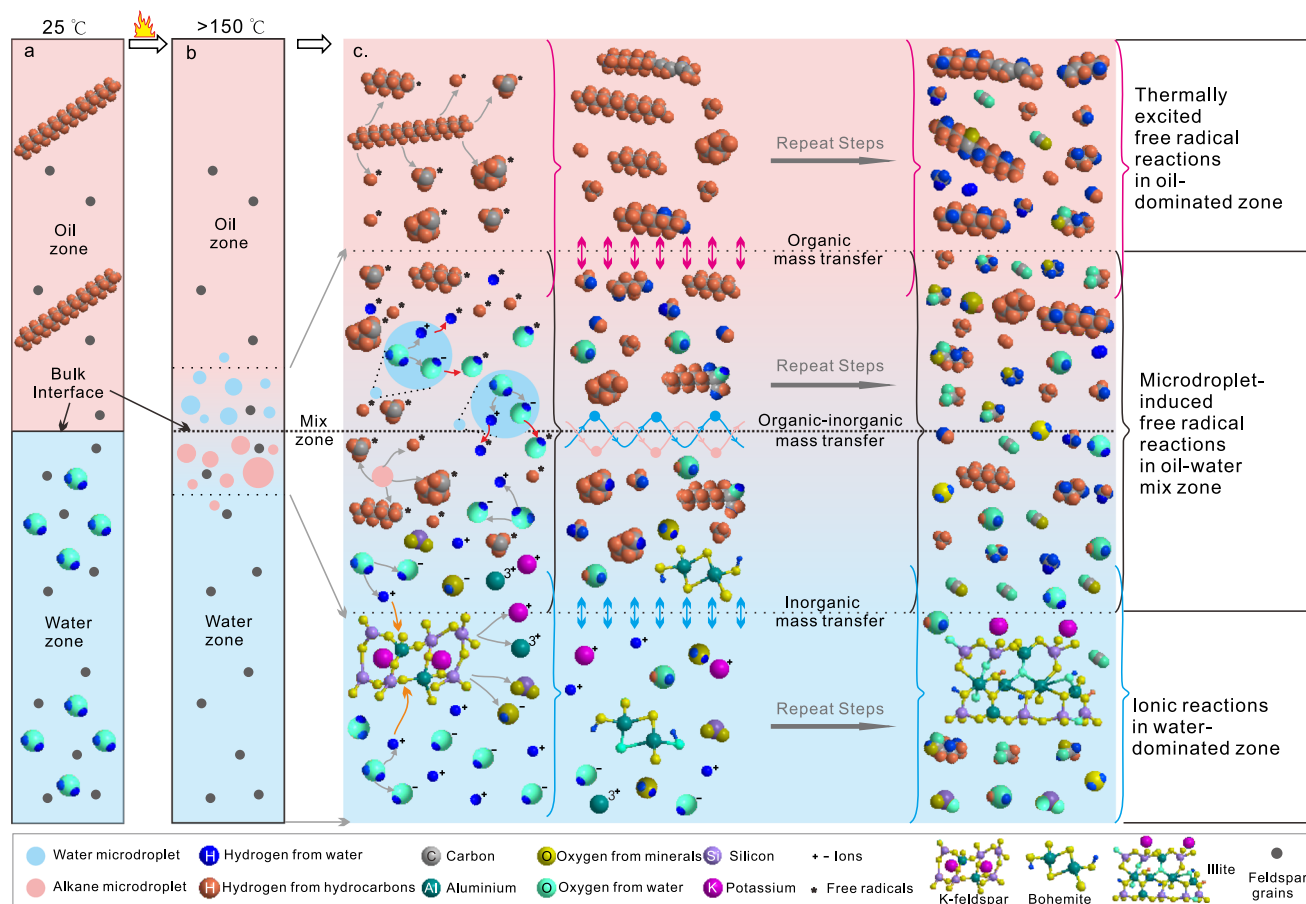 25 ℃
>150 ℃
a
b
c.
Oil
zone
Bulk
Interface
Water
zone
Oil
zone
Water
zone
Mix
zone
Repeat Steps
Organic
mass transfer
Repeat Steps
Organic-inorganic
mass transfer
Inorganic
mass transfer
Repeat Steps
Thermally
excited
free radical
reactions
in oil-
dominated zone
Microdroplet-
induced
free radical
reactions
in oil-water
mix zone
Ionic reactions
in water-
dominated zone
Water microdroplet
H Hydrogen from water
C Carbon
O Oxygen from minerals
Si Silicon
+ - Ions
Alkane microdroplet
H Hydrogen from hydrocarbons
Al Aluminium
O Oxygen from water
K Potassium
* Free radicals
K-feldspar
Bohemite
Illite
Feldspar
grains